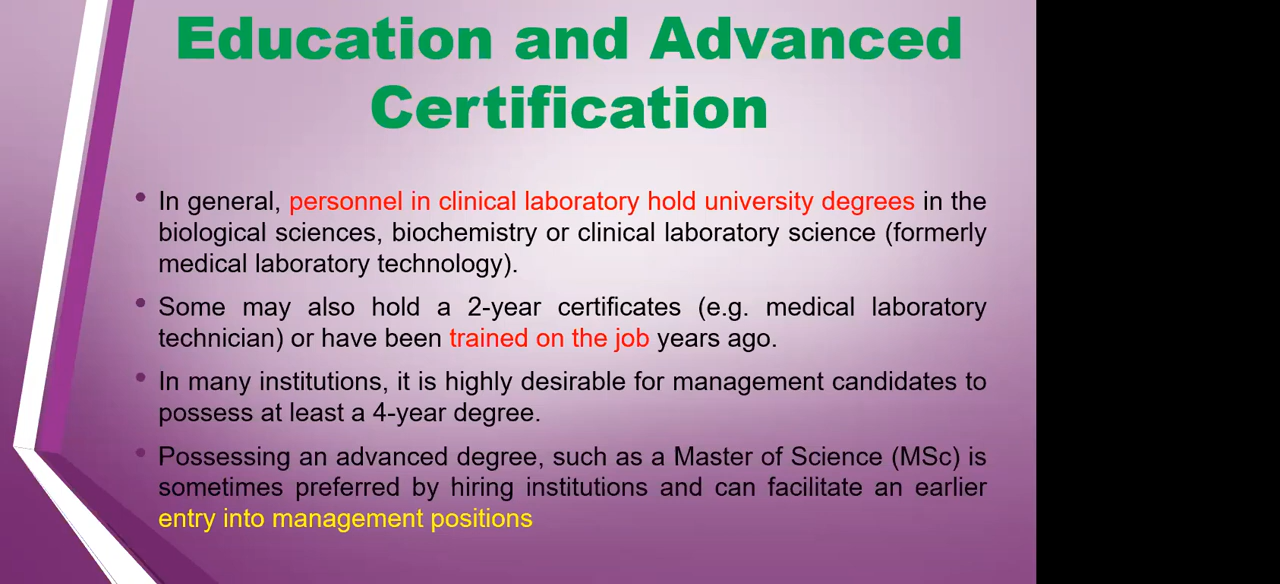 Education and Advanced
Certification
• In general, personnel in clinical laboratory hold university degrees in the
biological sciences, biochemistry or clinical laboratory science (formerly
medical laboratory technology).
• Some may also hold a 2-year certificates (e.g. medical laboratory
technician) or have been trained on the job years ago.
• In many institutions, it is highly desirable for management candidates to
possess at least a 4-year degree.
• Possessing an advanced degree, such as a Master of Science (MSc) is
sometimes preferred by hiring institutions and can facilitate an earlier
entry into management positions